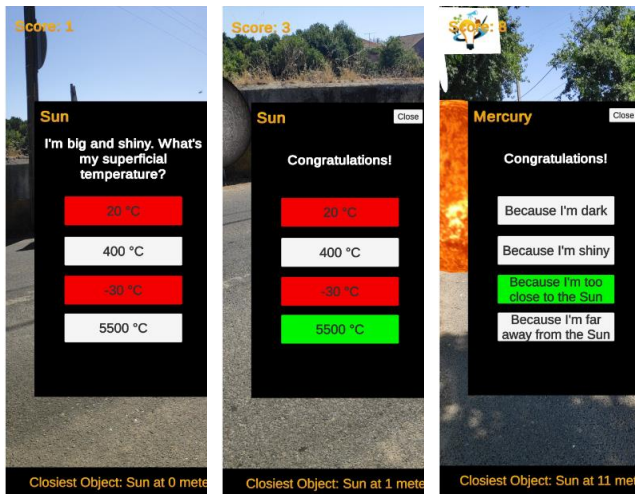 Score: 1
Sun
I'm big and shiny. What's
my superficial
temperature?
20 °C
400 °C
-30 °C
5500 °C
Closiest Object: Sun at 0 mete
Score: 3
Sun
Close
Congratulations!
20 °C
400 °C
-30 °C
5500 °C
Closiest Object: Sun at 1 mete
Score: 8
Mercury
Close
Congratulations!
Because I'm dark
Because I'm shiny
Because I'm too
close to the Sun
Because I'm far
away from the Sun
Closiest Object: Sun at 11 mete